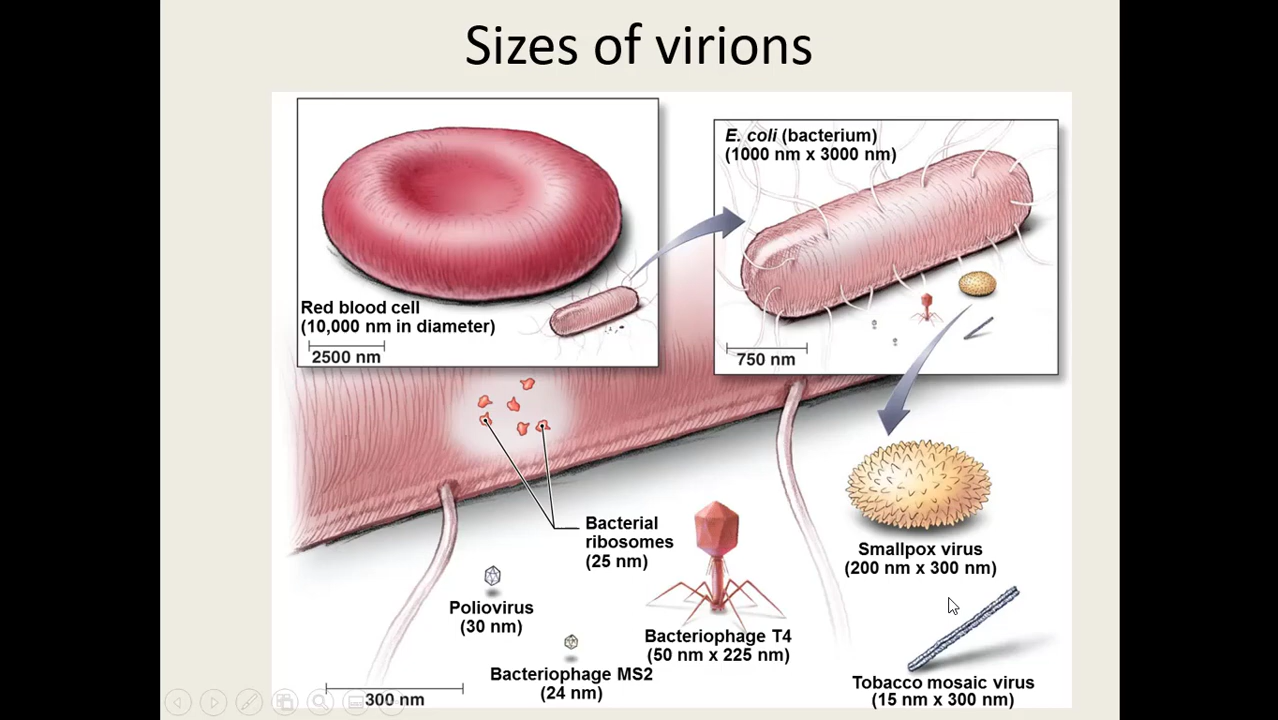 Sizes of virions
Red blood cell
(10,000 nm in diameter)
2500 nm
E. coli (bacterium)
(1000 nm x 3000 nm)
750 nm
Bacterial
ribosomes
(25 nm)
Poliovirus
(30 nm)
Bacteriophage MS2
(24 nm)
Bacteriophage T4
(50 nm x 225 nm)
Smallpox virus
(200 nm x 300 nm)
Tobacco mosaic virus
(15 nm x 300 nm)
300 nm